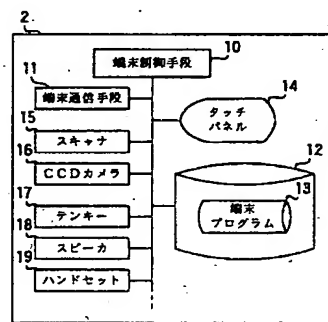 2
10
端末制御手段
11
端末通信手段
14
タッチ
パネル
15
スキャナ
16
CCDカメラ
12
13
端末
プログラム
17
テンキー
18
スピーカ
19
ハンドセット